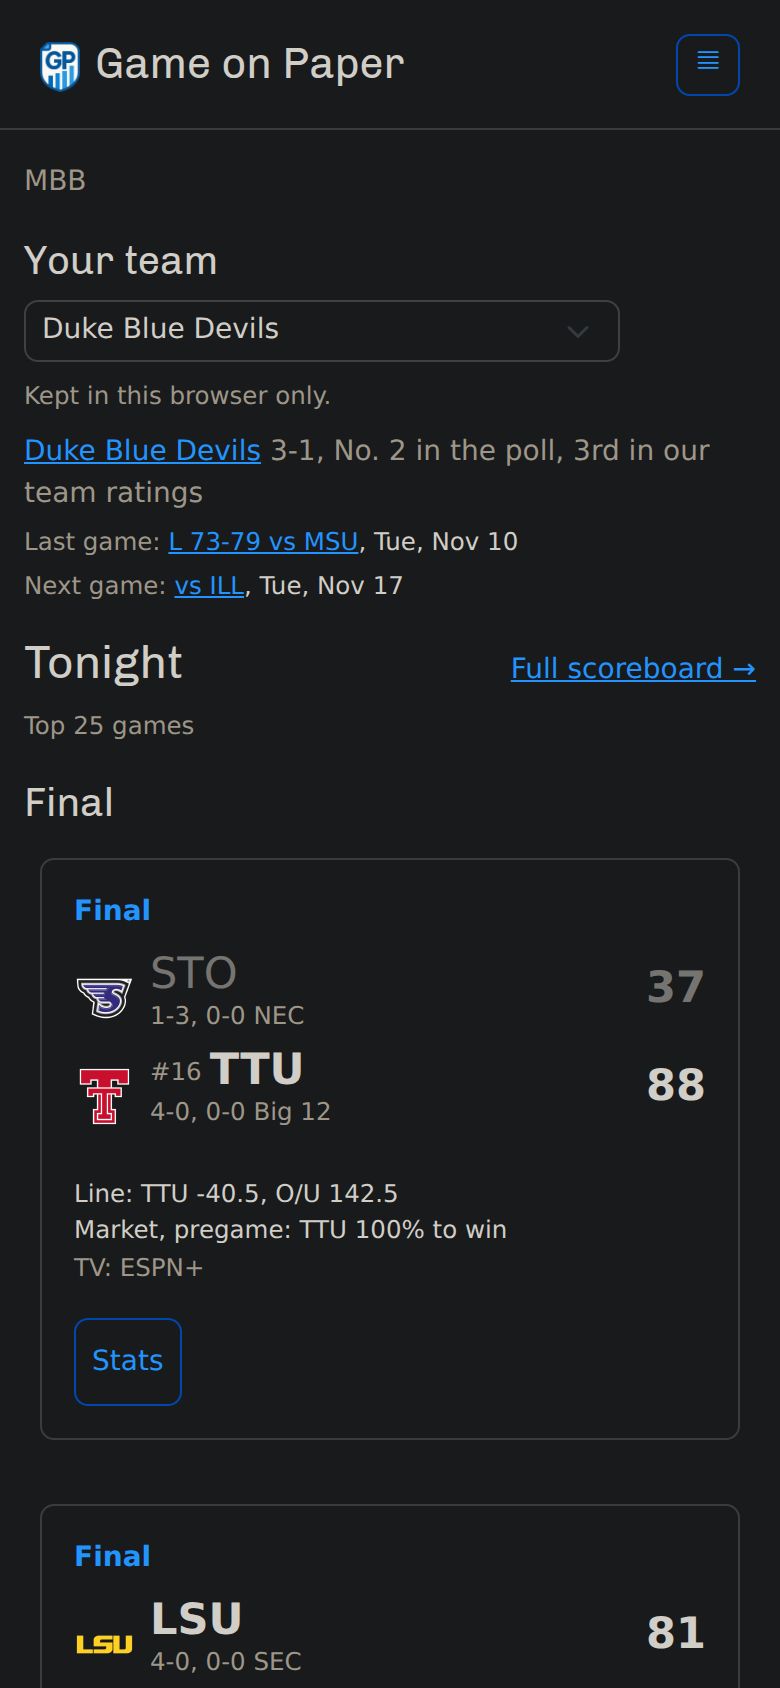 GP Game on Paper
MBB
Your team
Duke Blue Devils
Kept in this browser only.
Duke Blue Devils 3-1, No. 2 in the poll, 3rd in our
team ratings
Last game: L 73-79 vs MSU, Tue, Nov 10
Next game: vs ILL, Tue, Nov 17
Tonight
Full scoreboard →
Top 25 games
Final
Final
STO
37
1-3, 0-0 NEC
#16 TTU
88
4-0, 0-0 Big 12
Line: TTU -40.5, O/U 142.5
Market, pregame: TTU 100% to win
TV: ESPN+
Stats
Final
LSU LSU
81
4-0, 0-0 SEC